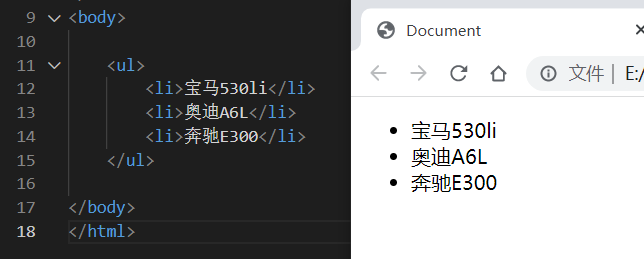 9 <body>
10
11 <ul>
12 <li>宝马530li</li>
13 <li>奥迪A6L</li>
14 <li>奔驰E300</li>
15 </ul>
16
17 </body>
18 </html>
Document
文件 | E:/
• 宝马530li
• 奥迪A6L
• 奔驰E300